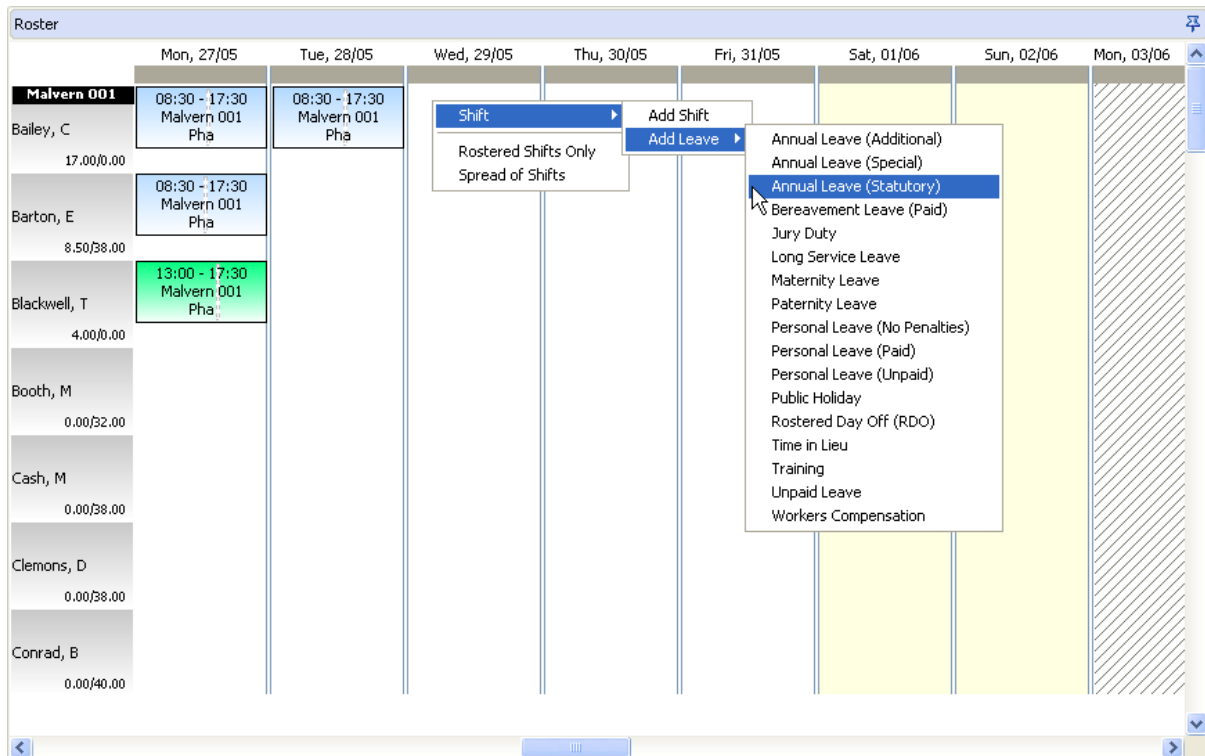 Roster
Mon, 27/05 Tue, 28/05 Wed, 29/05 Thu, 30/05 Fri, 31/05 Sat, 01/06 Sun, 02/06 Mon, 03/06
Malvern 001
Bailey, C
17.00/0.00
08:30 - 17:30
Malvern 001
Pha
08:30 - 17:30
Malvern 001
Pha
Barton, E
8.50/38.00
08:30 - 17:30
Malvern 001
Pha
Blackwell, T
4.00/0.00
13:00 - 17:30
Malvern 001
Pha
Booth, M
0.00/32.00
Cash, M
0.00/38.00
Clemons, D
0.00/38.00
Conrad, B
0.00/40.00
Shift
Rostered Shifts Only
Spread of Shifts
Add Shift
Add Leave
Annual Leave (Additional)
Annual Leave (Special)
Annual Leave (Statutory)
Bereavement Leave (Paid)
Jury Duty
Long Service Leave
Maternity Leave
Paternity Leave
Personal Leave (No Penalties)
Personal Leave (Paid)
Personal Leave (Unpaid)
Public Holiday
Rostered Day Off (RDO)
Time in Lieu
Training
Unpaid Leave
Workers Compensation